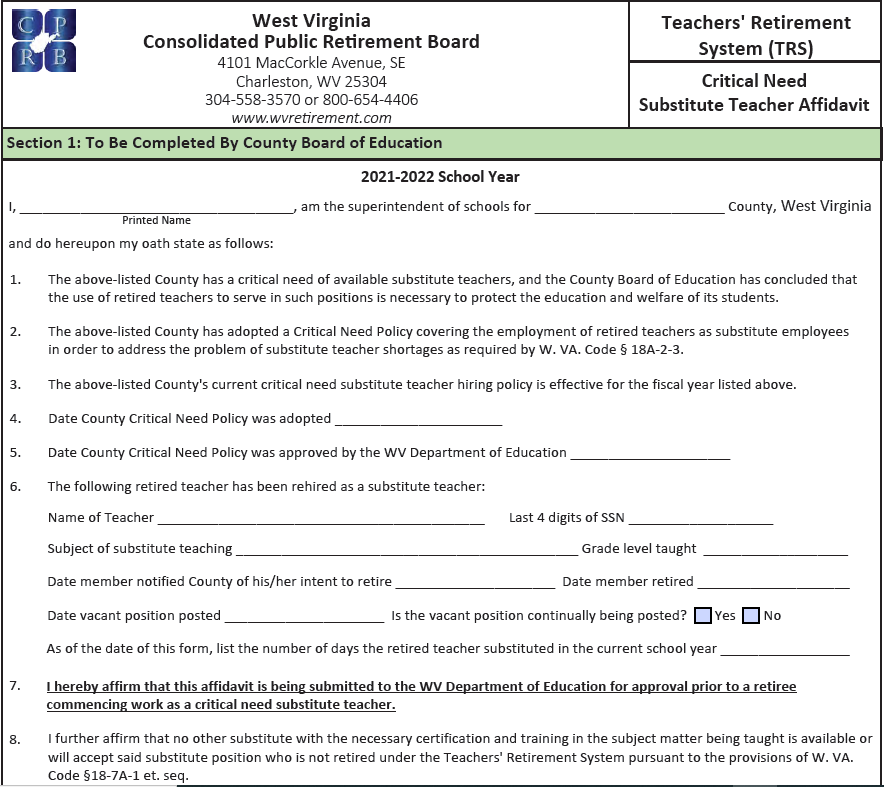 C P
R B
West Virginia
Consolidated Public Retirement Board
4101 MacCorkle Avenue, SE
Charleston, WV 25304
304-558-3570 or 800-654-4406
www.wvretirement.com
Teachers' Retirement
System (TRS)
Critical Need
Substitute Teacher Affidavit
Section 1: To Be Completed By County Board of Education
2021-2022 School Year
I, ________________________________, am the superintendent of schools for ______________________ County, West Virginia
Printed Name
and do hereupon my oath state as follows:
1. The above-listed County has a critical need of available substitute teachers, and the County Board of Education has concluded that
the use of retired teachers to serve in such positions is necessary to protect the education and welfare of its students.
2. The above-listed County has adopted a Critical Need Policy covering the employment of retired teachers as substitute employees
in order to address the problem of substitute teacher shortages as required by W. VA. Code § 18A-2-3.
3. The above-listed County's current critical need substitute teacher hiring policy is effective for the fiscal year listed above.
4. Date County Critical Need Policy was adopted ____________________
5. Date County Critical Need Policy was approved by the WV Department of Education ___________________
6. The following retired teacher has been rehired as a substitute teacher:
Name of Teacher _______________________________________ Last 4 digits of SSN _________________
Subject of substitute teaching _________________________________________ Grade level taught _________________
Date member notified County of his/her intent to retire ___________________ Date member retired __________________
Date vacant position posted ___________________ Is the vacant position continually being posted? Yes No
As of the date of this form, list the number of days the retired teacher substituted in the current school year _______________
7. I hereby affirm that this affidavit is being submitted to the WV Department of Education for approval prior to a retiree
commencing work as a critical need substitute teacher.
8. I further affirm that no other substitute with the necessary certification and training in the subject matter being taught is available or
will accept said substitute position who is not retired under the Teachers' Retirement System pursuant to the provisions of W. VA.
Code §18-7A-1 et. seq.